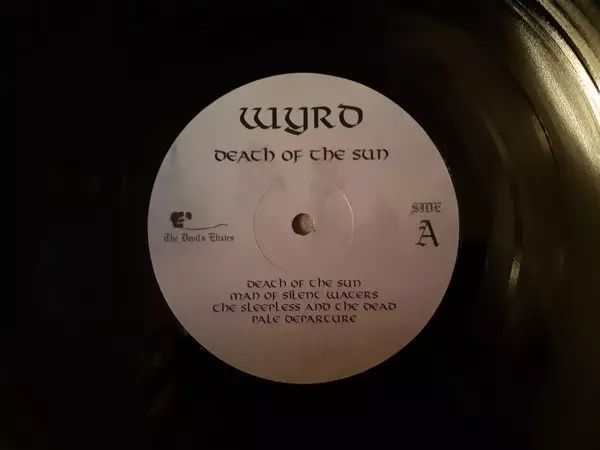 WYRD
DEATH OF THE SUN
The Devils Elixirs
SIDE
A
DEATH OF THE SUN
MAN OF SILENT WATERS
THE SLEEPLESS AND THE DEAD
PALE DEPARTURE